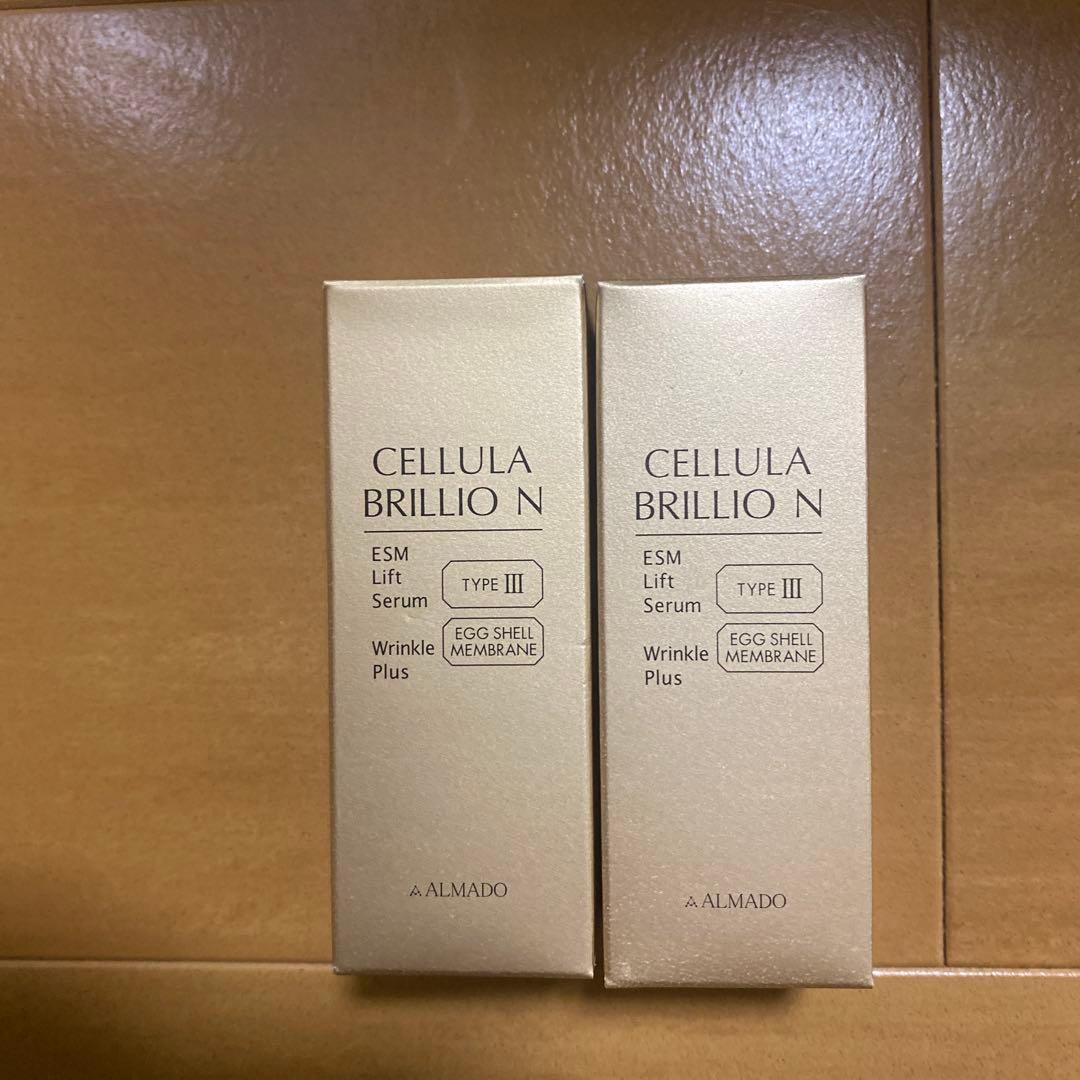 CELLULA
BRILLIO N
ESM
Lift
Serum
TYPE III
Wrinkle
Plus
EGG SHELL
MEMBRANE
ALMADO
CELLULA
BRILLIO N
ESM
Lift
Serum
TYPE III
Wrinkle
Plus
EGG SHELL
MEMBRANE
ALMADO